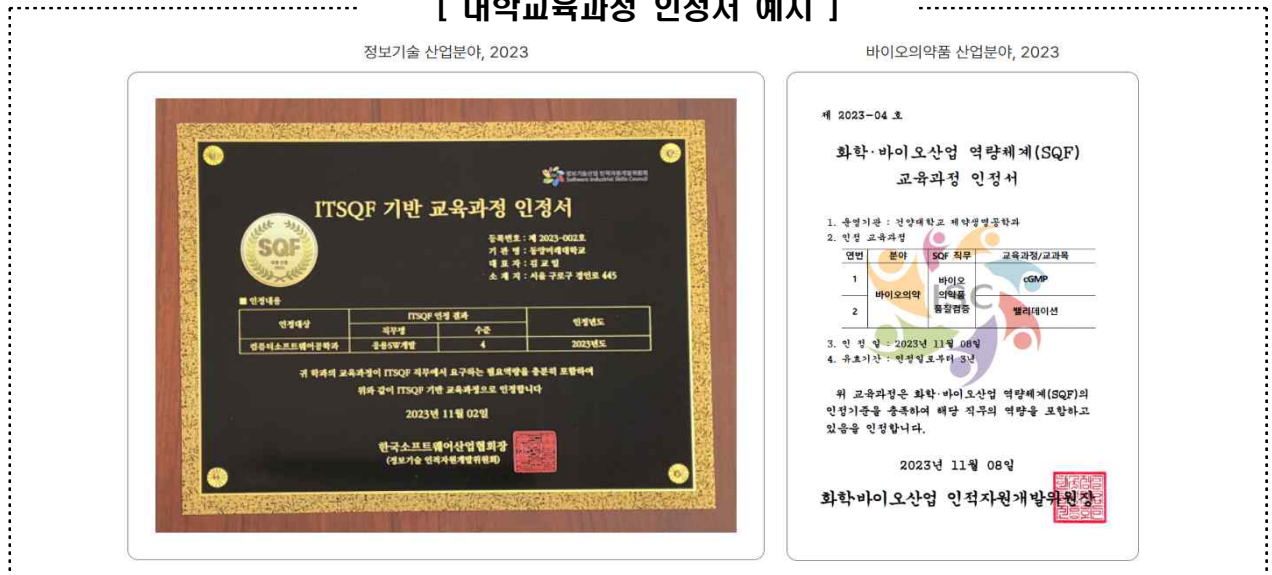 [ 대학교육과정 인정서 예시 ]
정보기술 산업분야, 2023
바이오의약품 산업분야, 2023
정보기술산업 인적자원개발위원회
Software Industrial Skills Council
ITSQF 기반 교육과정 인정서
SQF
등록번호 : 제 2023-002호
기 관 명 : 동양미래대학교
대 표 자 : 김교일
소 재 지 : 서울 구로구 경인로 445
■ 인정내용
인정대상 ITSQF 인정 결과 인정년도
직무명 수준
컴퓨터소프트웨어공학과 응용SW개발 4 2023년도
귀 학과의 교육과정이 ITSQF 직무에서 요구하는 필요역량을 충분히 포함하여
위와 같이 ITSQF 기반 교육과정으로 인정합니다
2023년 11월 02일
한국소프트웨어산업협회장
(정보기술 인적자원개발위원회)
제 2023-04 호
화학·바이오산업 역량체계(SQF)
교육과정 인정서
1. 운영기관 : 건양대학교 제약생명공학과
2. 인정 교육과정
연번 분야 SQF 직무 교육과정/교과목
1 바이오의약 바이오 의약품 품질검증 cGMP
2 밸리데이션
3. 인 정 일 : 2023년 11월 08일
4. 유효기간 : 인정일로부터 3년
위 교육과정은 화학·바이오산업 역량체계(SQF)의
인정기준을 충족하여 해당 직무의 역량을 포함하고
있음을 인정합니다.
2023년 11월 08일
화학바이오산업 인적자원개발위원장